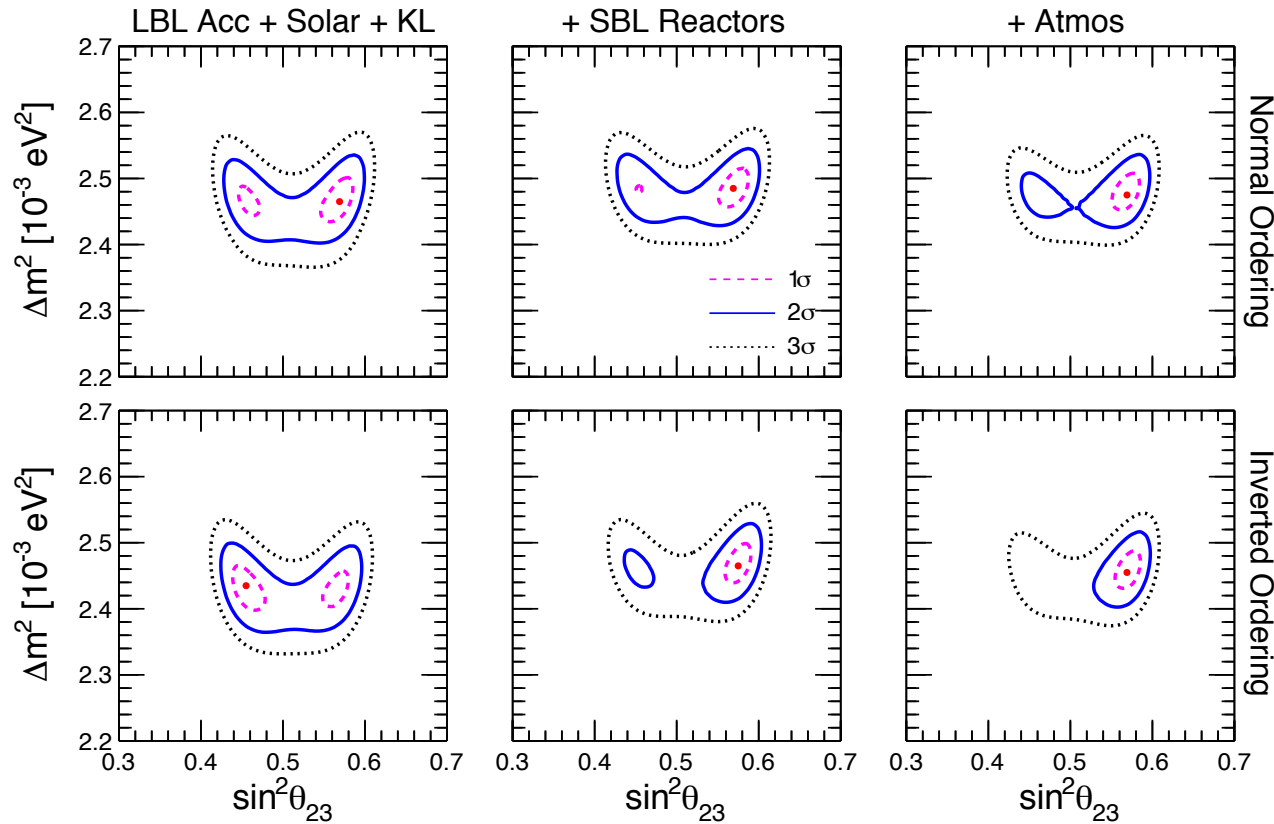 LBL Acc + Solar + KL
+ SBL Reactors
+ Atmos
2.7
2.6
2.5
2.4
2.3
2.2
Δm² [10⁻³ eV²]
1σ
2σ
3σ
Normal Ordering
2.7
2.6
2.5
2.4
2.3
2.2
Δm² [10⁻³ eV²]
Inverted Ordering
0.3 0.4 0.5 0.6 0.7
0.3 0.4 0.5 0.6 0.7
0.3 0.4 0.5 0.6 0.7
sin²θ₂₃
sin²θ₂₃
sin²θ₂₃